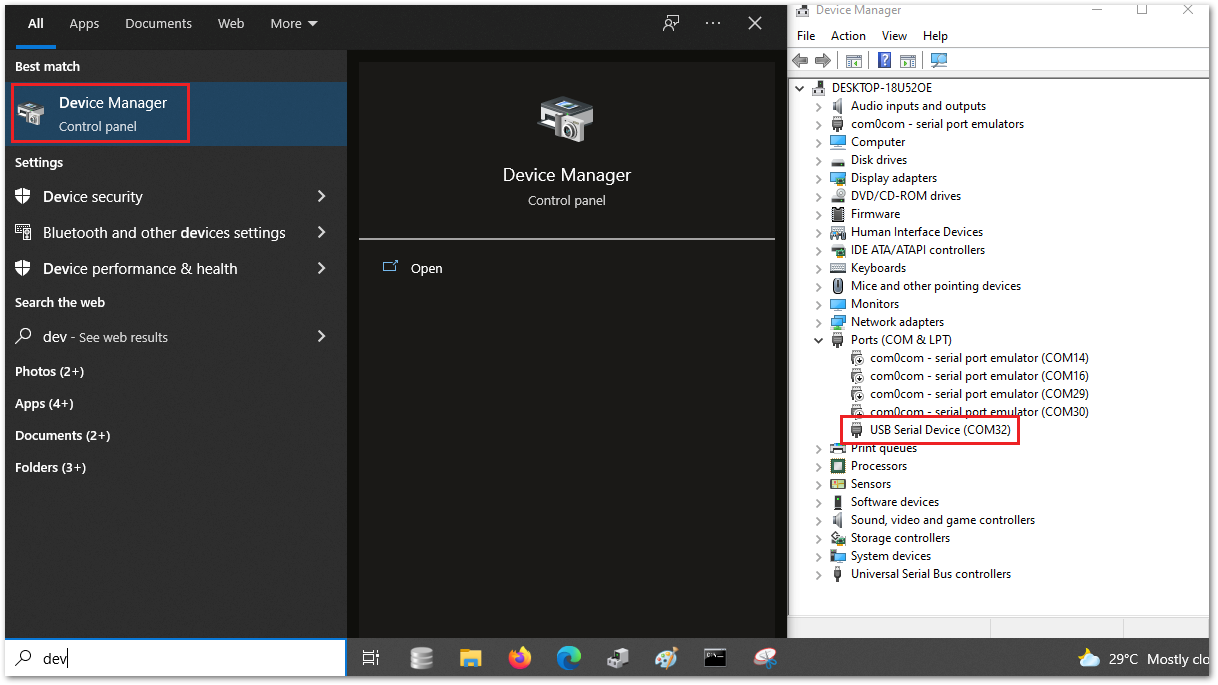 All Apps Documents Web More
Best match
Device Manager
Control panel
Settings
Device security
Bluetooth and other devices settings
Device performance & health
Search the web
dev - See web results
Photos (2+)
Apps (4+)
Documents (2+)
Folders (3+)
dev
Device Manager
Control panel
Open
Device Manager
File Action View Help
DESKTOP-18U52OE
Audio inputs and outputs
com0com - serial port emulators
Computer
Disk drives
Display adapters
DVD/CD-ROM drives
Firmware
Human Interface Devices
IDE ATA/ATAPI controllers
Keyboards
Mice and other pointing devices
Monitors
Network adapters
Ports (COM & LPT)
com0com - serial port emulator (COM14)
com0com - serial port emulator (COM16)
com0com - serial port emulator (COM29)
com0com - serial port emulator (COM30)
USB Serial Device (COM32)
Print queues
Processors
Sensors
Software devices
Sound, video and game controllers
Storage controllers
System devices
Universal Serial Bus controllers
29°C Mostly clo